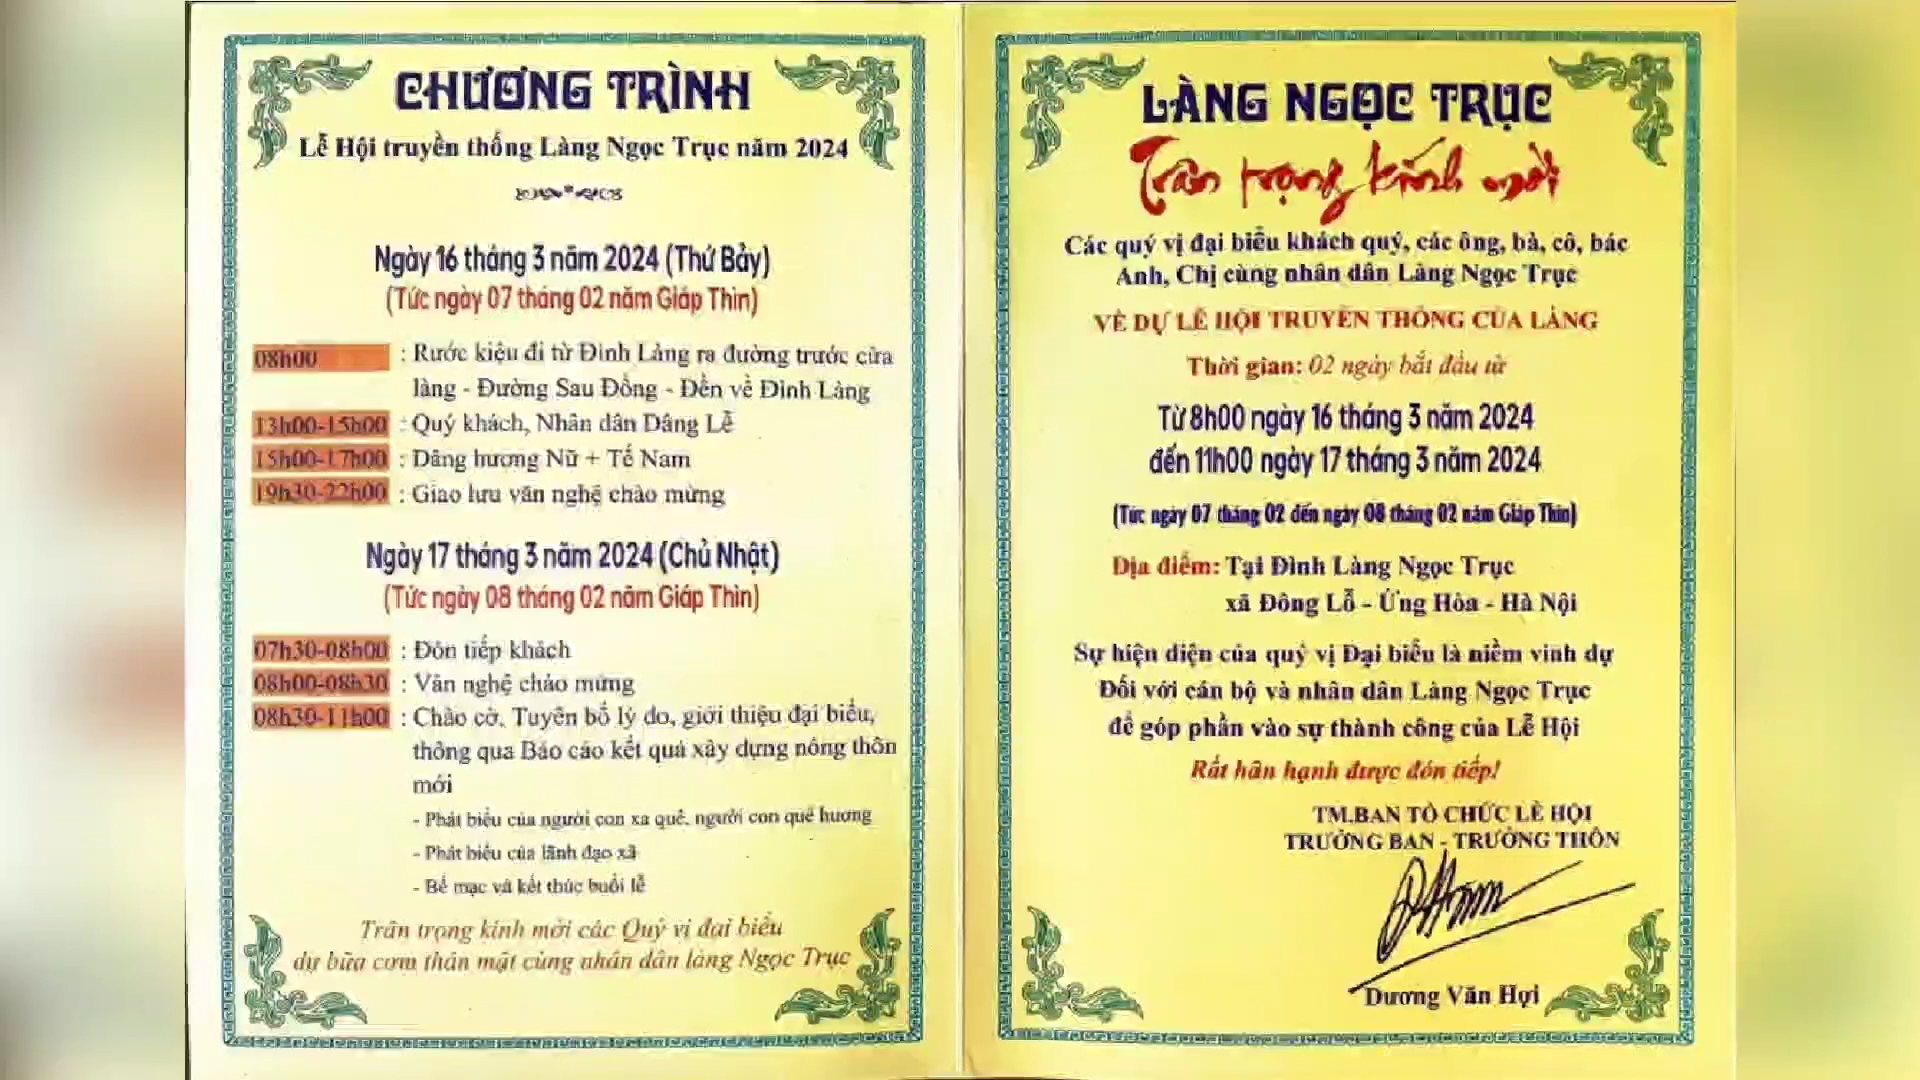 CHƯƠNG TRÌNH
Lễ Hội truyền thống Làng Ngọc Trục năm 2024
Ngày 16 tháng 3 năm 2024 (Thứ Bảy)
(Tức ngày 07 tháng 02 năm Giáp Thìn)
08h00 : Rước kiệu đi từ Đình Làng ra đường trước cửa
làng - Đường Sau Đồng - Đền về Đình Làng
13h00-15h00 : Quý khách, Nhân dân Dâng Lễ
15h00-17h00 : Dâng hương Nữ + Tế Nam
19h30-22h00 : Giao lưu văn nghệ chào mừng
Ngày 17 tháng 3 năm 2024 (Chủ Nhật)
(Tức ngày 08 tháng 02 năm Giáp Thìn)
07h30-08h00 : Đón tiếp khách
08h00-08h30 : Văn nghệ chào mừng
08h30-11h00 : Chào cờ, Tuyên bố lý do, giới thiệu đại biểu,
thông qua Báo cáo kết quả xây dựng nông thôn
mới
- Phát biểu của người con xa quê, người con quê hương
- Phát biểu của lãnh đạo xã
- Bế mạc và kết thúc buổi lễ
Trân trọng kính mời các Quý vị đại biểu
dự bữa cơm thân mật cùng nhân dân làng Ngọc Trục
LÀNG NGỌC TRỤC
Trân trọng kính mời
Các quý vị đại biểu khách quý, các ông, bà, cô, bác
Anh, Chị cùng nhân dân Làng Ngọc Trục
VỀ DỰ LỄ HỘI TRUYỀN THỐNG CỦA LÀNG
Thời gian: 02 ngày bắt đầu từ
Từ 8h00 ngày 16 tháng 3 năm 2024
đến 11h00 ngày 17 tháng 3 năm 2024
(Tức ngày 07 tháng 02 đến ngày 08 tháng 02 năm Giáp Thìn)
Địa điểm: Tại Đình Làng Ngọc Trục
xã Đông Lỗ - Ứng Hòa - Hà Nội
Sự hiện diện của quý vị Đại biểu là niềm vinh dự
Đối với cán bộ và nhân dân Làng Ngọc Trục
để góp phần vào sự thành công của Lễ Hội
Rất hân hạnh được đón tiếp!
TM.BAN TỔ CHỨC LỄ HỘI
TRƯỞNG BAN - TRƯỞNG THÔN
Dương Văn Hợi